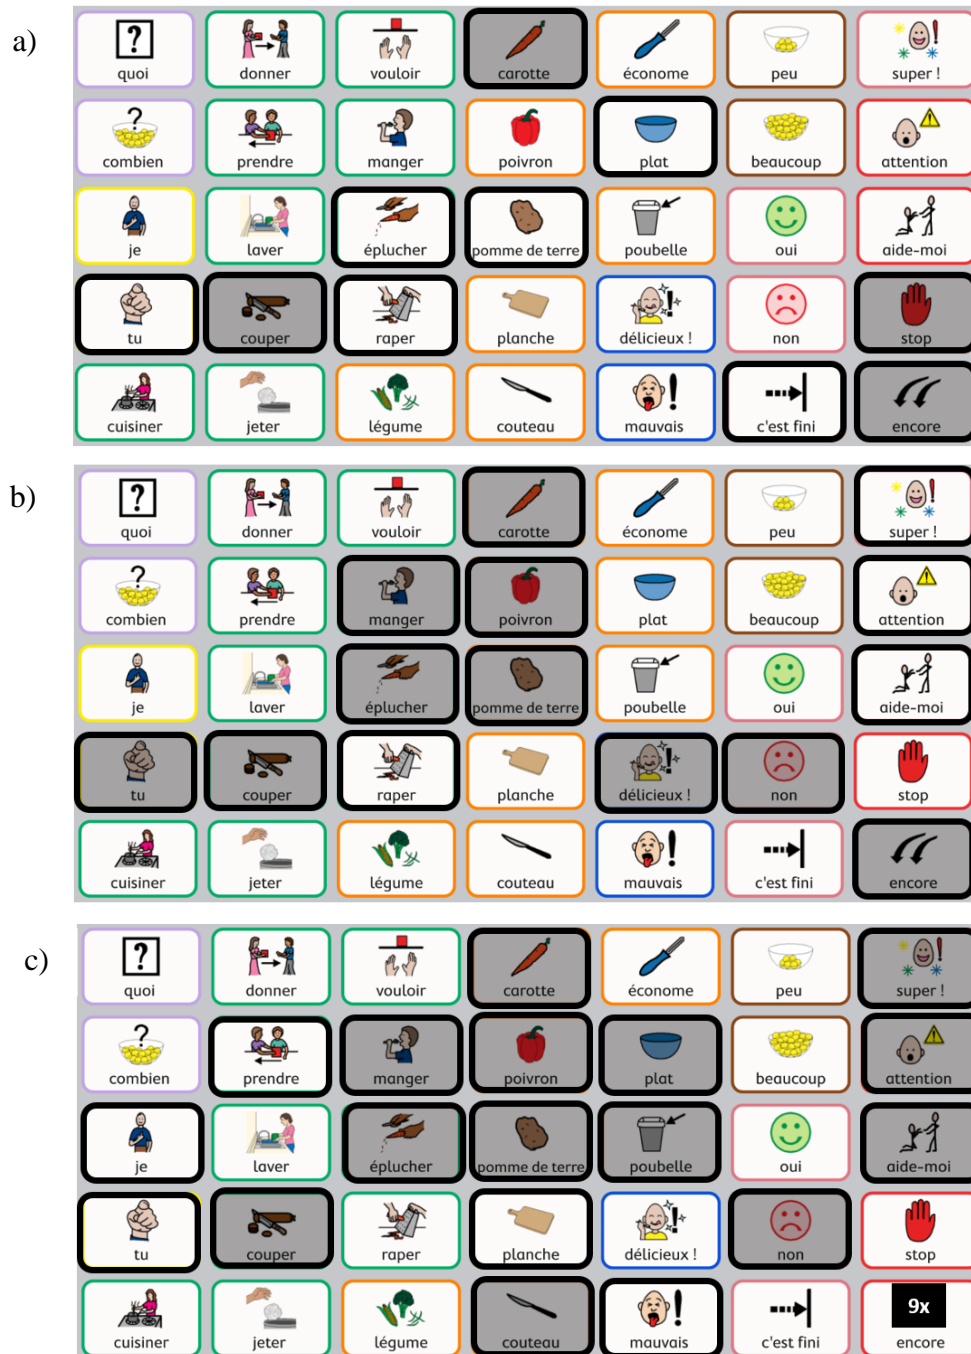 a)
quoi donner vouloir carotte économe peu super !
combien prendre manger poivron plat beaucoup attention
je laver éplucher pomme de terre poubelle oui aide-moi
tu couper raper planche délicieux ! non stop
cuisiner jeter légume couteau mauvais c'est fini encore
b)
quoi donner vouloir carotte économe peu super !
combien prendre manger poivron plat beaucoup attention
je laver éplucher pomme de terre poubelle oui aide-moi
tu couper raper planche délicieux ! non stop
cuisiner jeter légume couteau mauvais c'est fini encore
c)
quoi donner vouloir carotte économe peu super !
combien prendre manger poivron plat beaucoup attention
je laver éplucher pomme de terre poubelle oui aide-moi
tu couper raper planche délicieux ! non stop
9x
cuisiner jeter légume couteau mauvais c'est fini encore